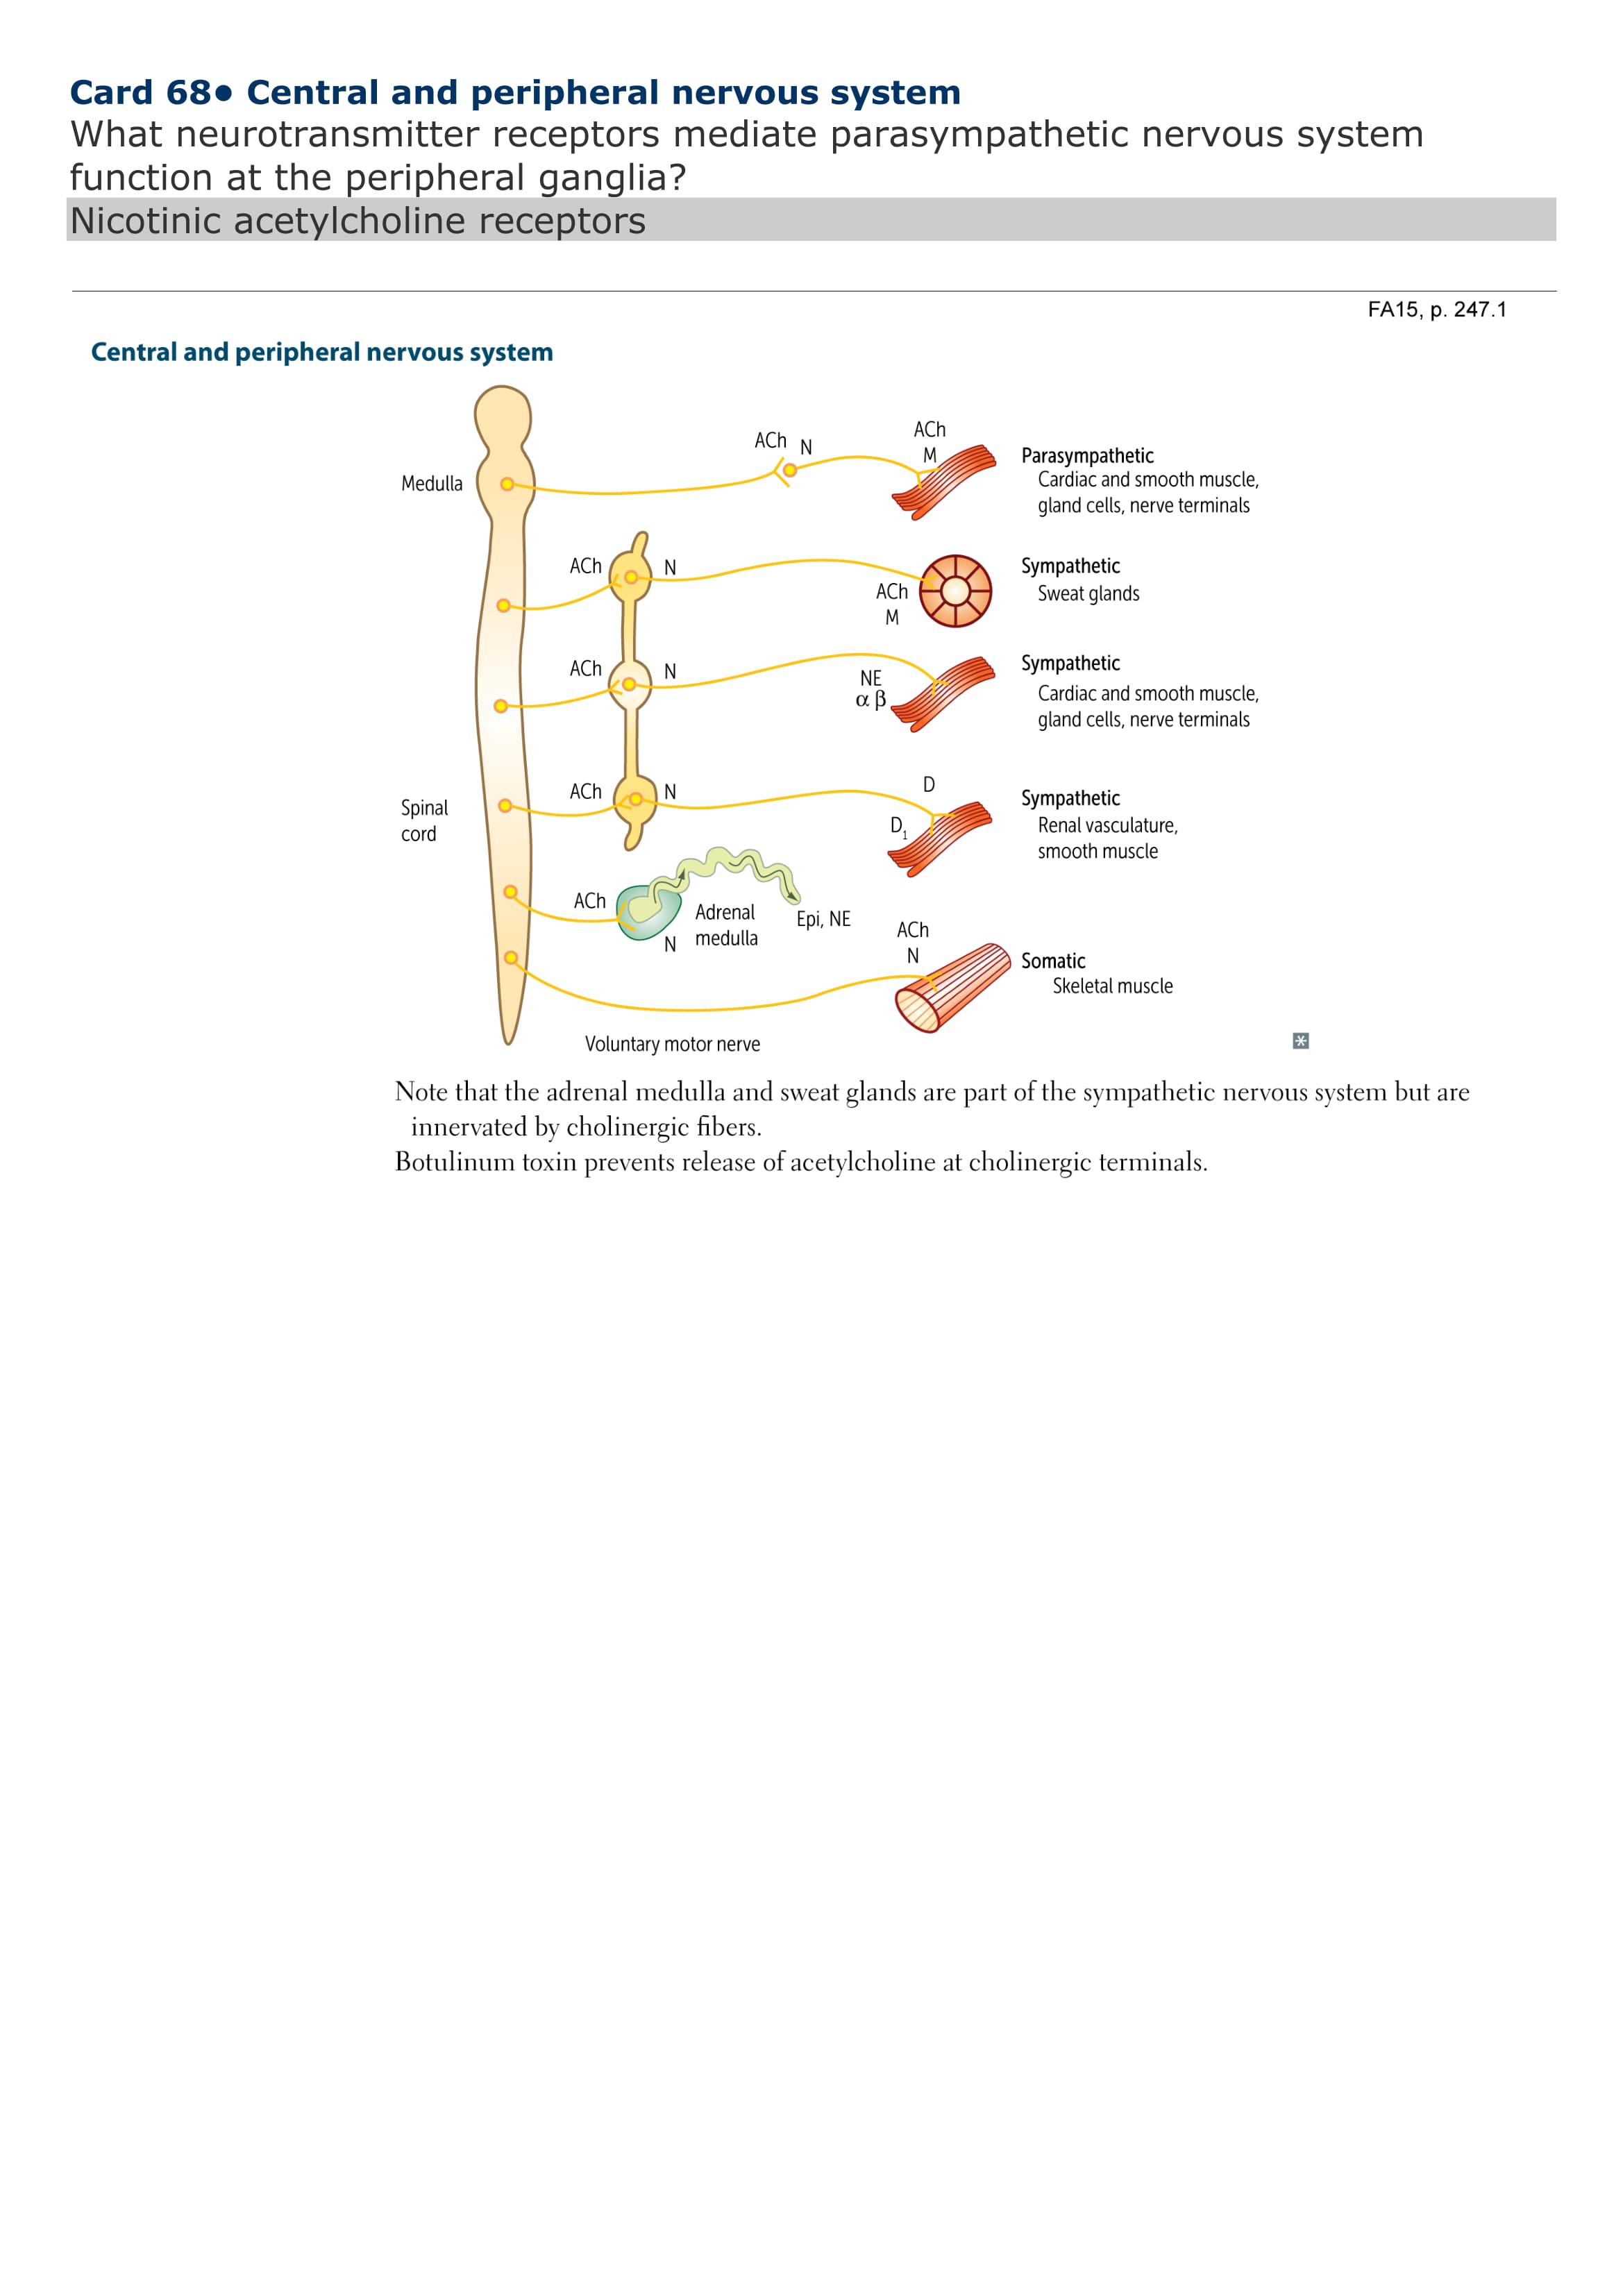 Card 68• Central and peripheral nervous system
What neurotransmitter receptors mediate parasympathetic nervous system
function at the peripheral ganglia?
Nicotinic acetylcholine receptors
FA15, p. 247.1
Central and peripheral nervous system
Medulla
ACh N
ACh
M
Parasympathetic
Cardiac and smooth muscle,
gland cells, nerve terminals
ACh
N
ACh
M
Sympathetic
Sweat glands
ACh
N
NE
α β
Sympathetic
Cardiac and smooth muscle,
gland cells, nerve terminals
Spinal
cord
ACh
N
D
D₁
Sympathetic
Renal vasculature,
smooth muscle
ACh
N
Adrenal
medulla
Epi, NE
ACh
N
Somatic
Skeletal muscle
Voluntary motor nerve
Note that the adrenal medulla and sweat glands are part of the sympathetic nervous system but are
innervated by cholinergic fibers.
Botulinum toxin prevents release of acetylcholine at cholinergic terminals.